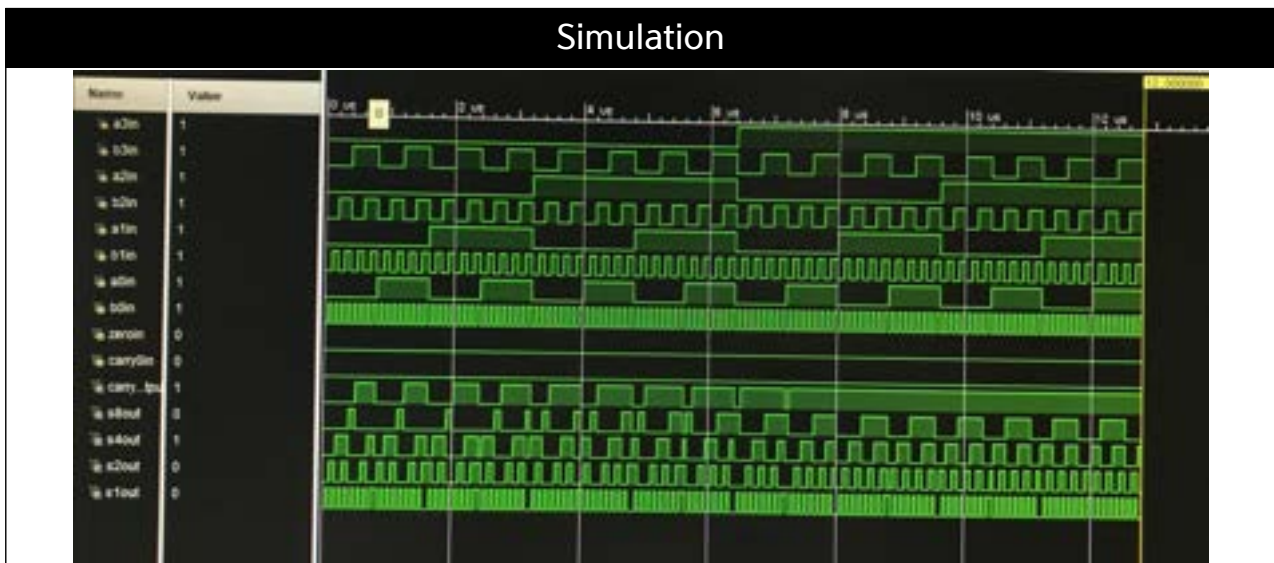 Simulation
Name Value
0 us 2 us 4 us 6 us 8 us 10 us 12 us
a3in 1
b3in 1
a2in 1
b2in 1
a1in 1
b1in 1
a0in 1
b0in 1
zeroin 0
carry0in 0
carry...tpu 1
s8out 0
s4out 1
s2out 0
s1out 0